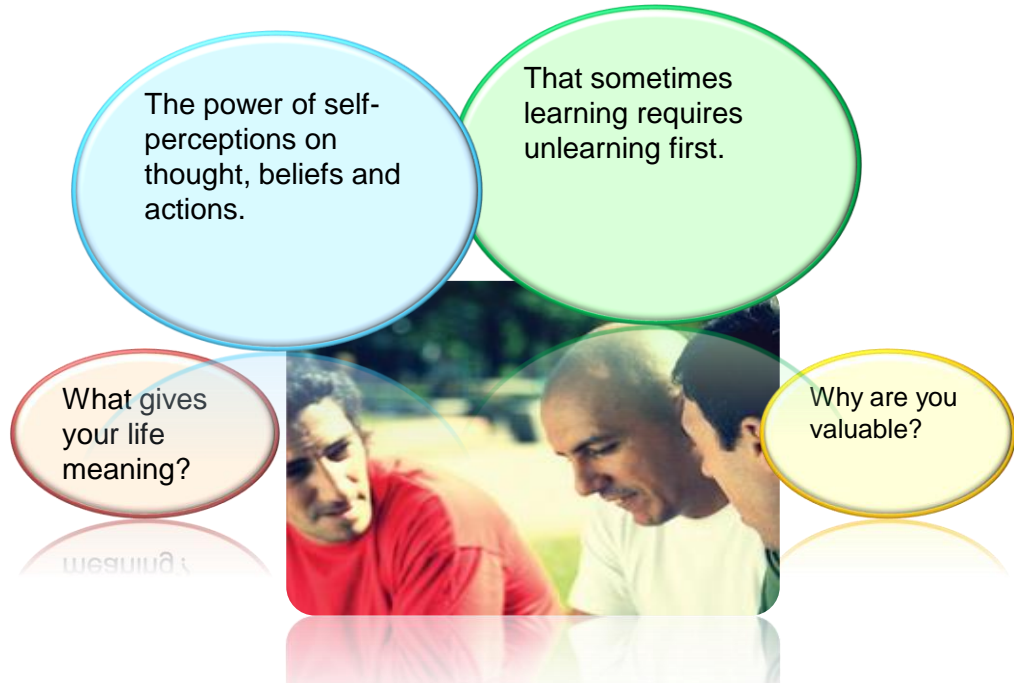 The power of self-
perceptions on
thought, beliefs and
actions.
That sometimes
learning requires
unlearning first.
What gives
your life
meaning?
Why are you
valuable?